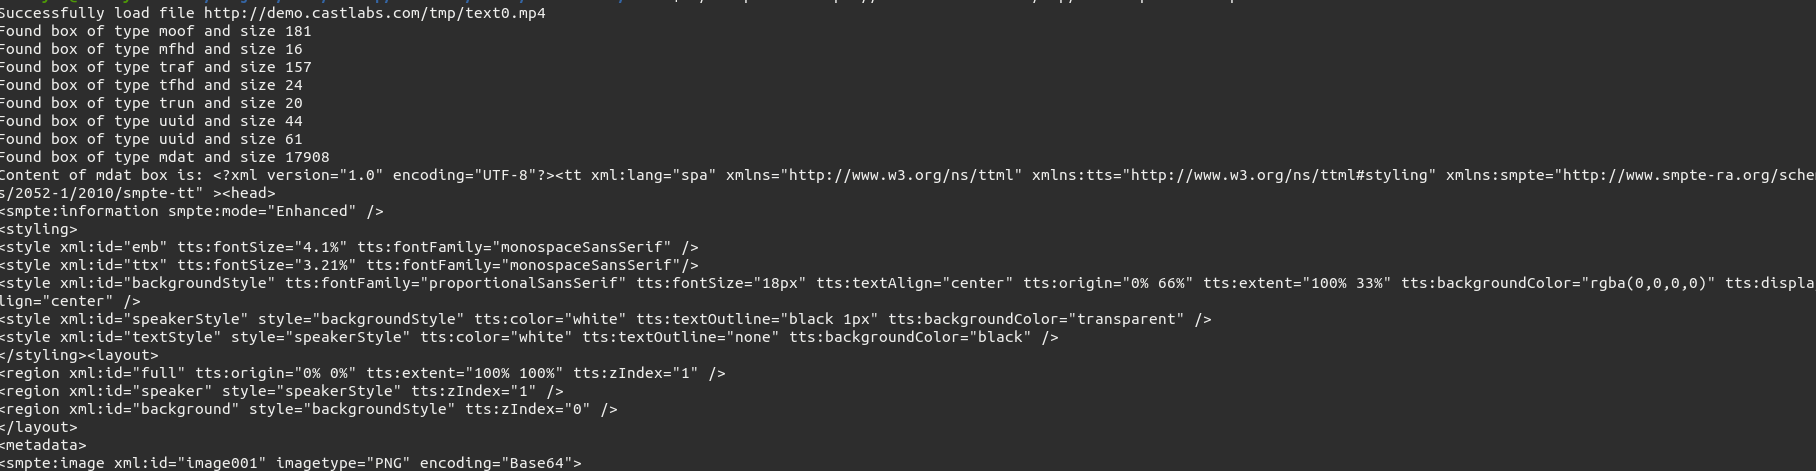 Successfully load file http://demo.castlabs.com/tmp/text0.mp4
Found box of type moof and size 181
Found box of type mfhd and size 16
Found box of type traf and size 157
Found box of type tfhd and size 24
Found box of type trun and size 20
Found box of type uuid and size 44
Found box of type uuid and size 61
Found box of type mdat and size 17908
Content of mdat box is: <?xml version="1.0" encoding="UTF-8"?><tt xml:lang="spa" xmlns="http://www.w3.org/ns/ttml" xmlns:tts="http://www.w3.org/ns/ttml#styling" xmlns:smpte="http://www.smpte-ra.org/schem
s/2052-1/2010/smpte-tt" ><head>
<smpte:information smpte:mode="Enhanced" />
<styling>
<style xml:id="emb" tts:fontSize="4.1%" tts:fontFamily="monospaceSansSerif" />
<style xml:id="ttx" tts:fontSize="3.21%" tts:fontFamily="monospaceSansSerif"/>
<style xml:id="backgroundStyle" tts:fontFamily="proportionalSansSerif" tts:fontSize="18px" tts:textAlign="center" tts:origin="0% 66%" tts:extent="100% 33%" tts:backgroundColor="rgba(0,0,0,0)" tts:displa
lign="center" />
<style xml:id="speakerStyle" style="backgroundStyle" tts:color="white" tts:textOutline="black 1px" tts:backgroundColor="transparent" />
<style xml:id="textStyle" style="speakerStyle" tts:color="white" tts:textOutline="none" tts:backgroundColor="black" />
</styling><layout>
<region xml:id="full" tts:origin="0% 0%" tts:extent="100% 100%" tts:zIndex="1" />
<region xml:id="speaker" style="speakerStyle" tts:zIndex="1" />
<region xml:id="background" style="backgroundStyle" tts:zIndex="0" />
</layout>
<metadata>
<smpte:image xml:id="image001" imagetype="PNG" encoding="Base64">